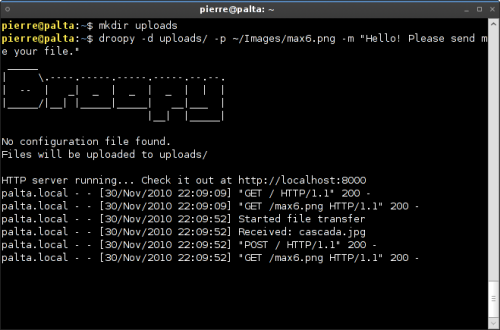 pierre@palta: ~
pierre@palta:~$ mkdir uploads
pierre@palta:~$ droopy -d uploads/ -p ~/Images/max6.png -m "Hello! Please send m
e your file."
Droopy
No configuration file found.
Files will be uploaded to uploads/
HTTP server running... Check it out at http://localhost:8000
palta.local - - [30/Nov/2010 22:09:09] "GET / HTTP/1.1" 200 -
palta.local - - [30/Nov/2010 22:09:09] "GET /max6.png HTTP/1.1" 200 -
palta.local - - [30/Nov/2010 22:09:52] Started file transfer
palta.local - - [30/Nov/2010 22:09:52] Received: cascada.jpg
palta.local - - [30/Nov/2010 22:09:52] "POST / HTTP/1.1" 200 -
palta.local - - [30/Nov/2010 22:09:52] "GET /max6.png HTTP/1.1" 200 -